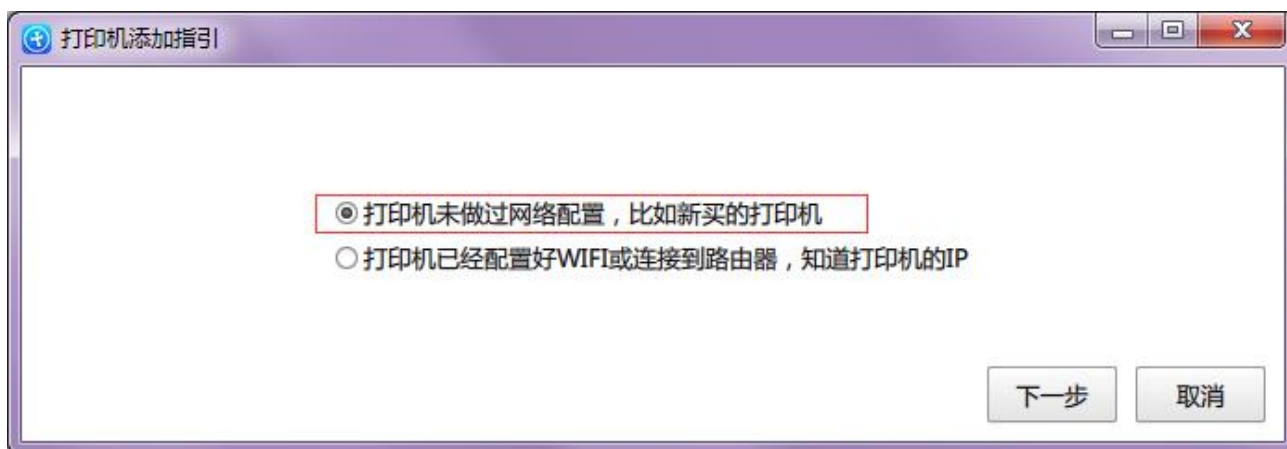 打印机添加指引
打印机未做过网络配置，比如新买的打印机
打印机已经配置好WIFI或连接到路由器，知道打印机的IP
下一步
取消